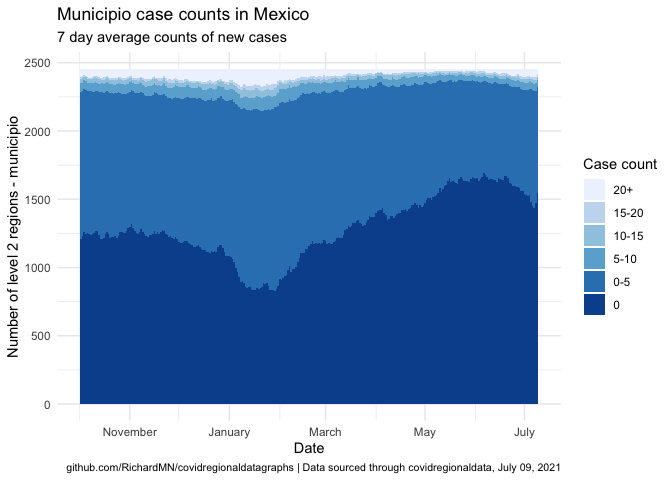 Municipio case counts in Mexico
7 day average counts of new cases
2500
2000
1500
1000
500
0
Number of level 2 regions - municipio
November
January
March
May
July
Date
Case count
20+
15-20
10-15
5-10
0-5
0
github.com/RichardMN/covidregionaldatagraphs | Data sourced through covidregionaldata, July 09, 2021